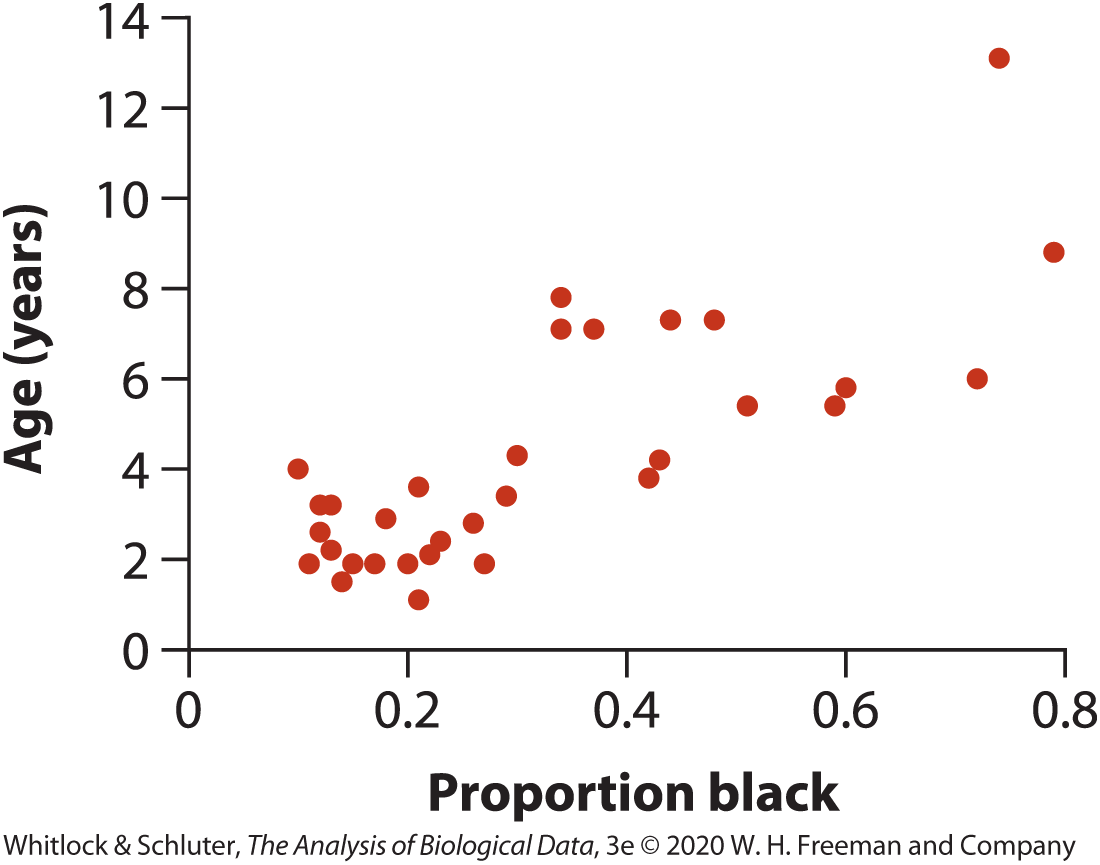 14
12
10
8
6
4
2
0
Age (years)
0 0.2 0.4 0.6 0.8
Proportion black
Whitlock & Schluter, The Analysis of Biological Data, 3e © 2020 W. H. Freeman and Company